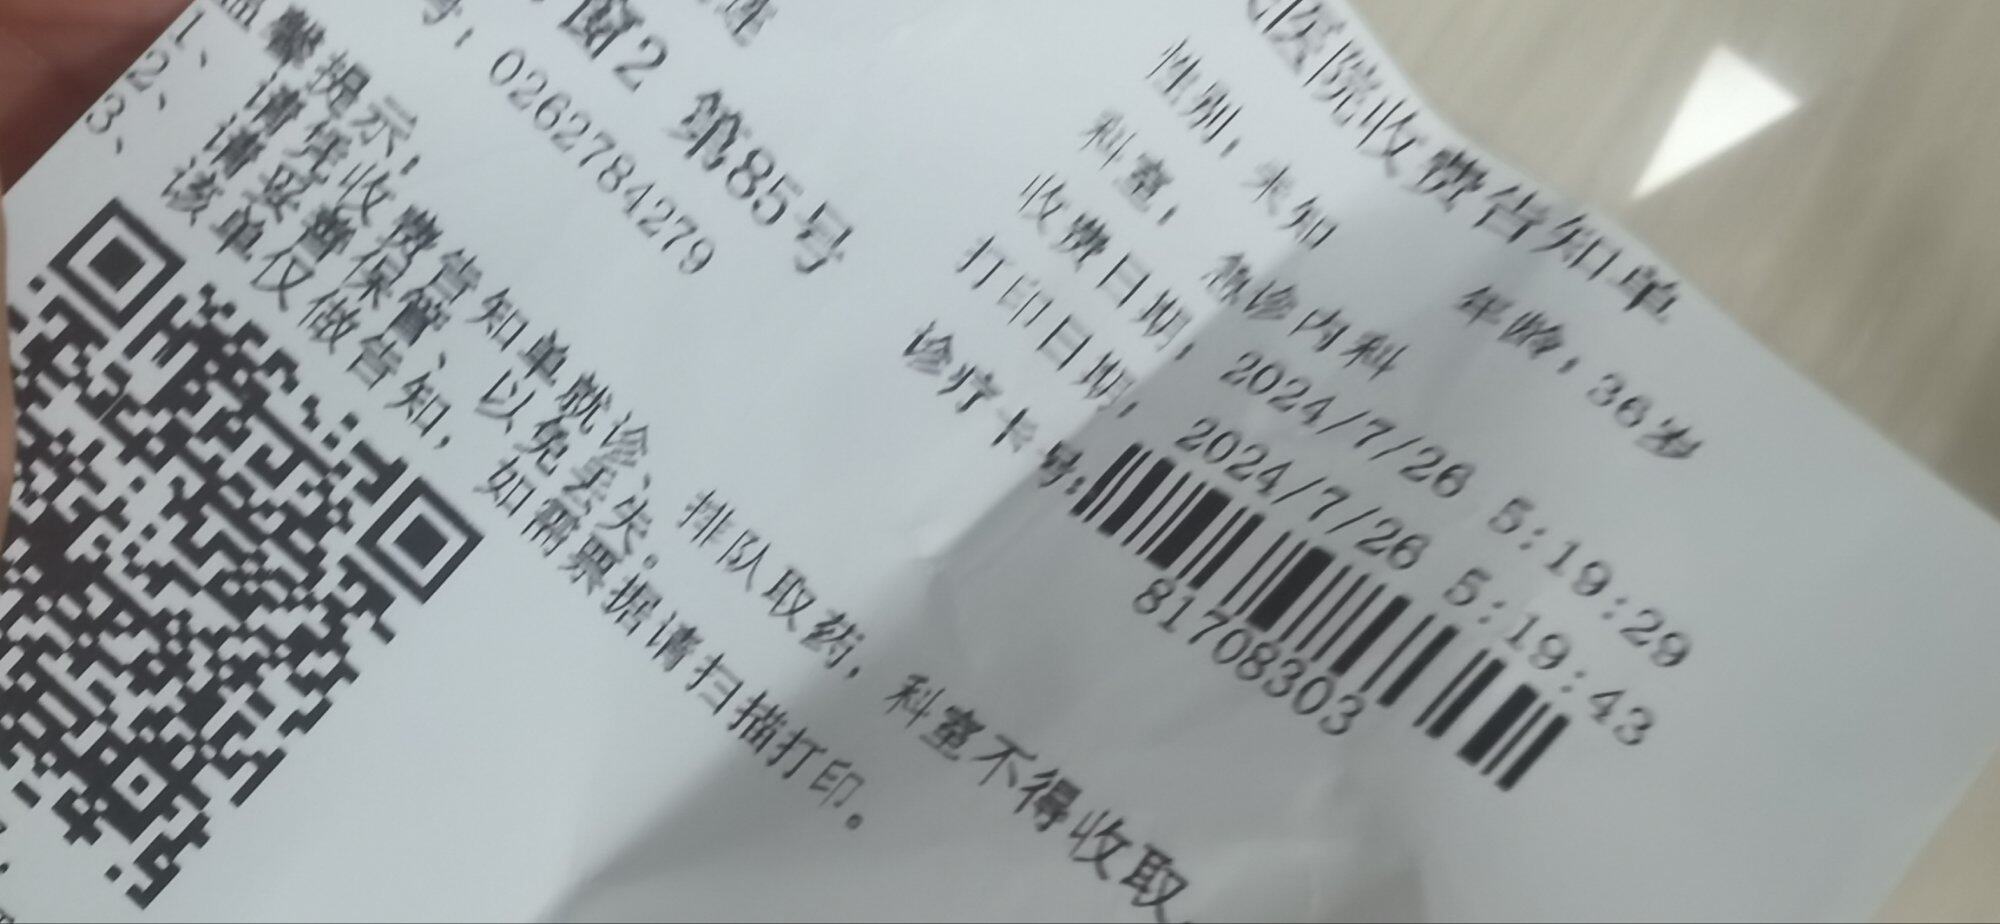 医院收费告知单
性别：未知 年龄：36岁
科室：急诊内科
收费日期：2024/7/26 5:19:29
打印日期：2024/7/26 5:19:43
诊疗卡号：
81708303
窗2 第85号
号：0262784279
温馨提示：
1、请凭收费告知单就诊、排队取药，科室不得收取。
2、请妥善保管、以免丢失。
3、该单仅做告知，如需票据请扫描打印。